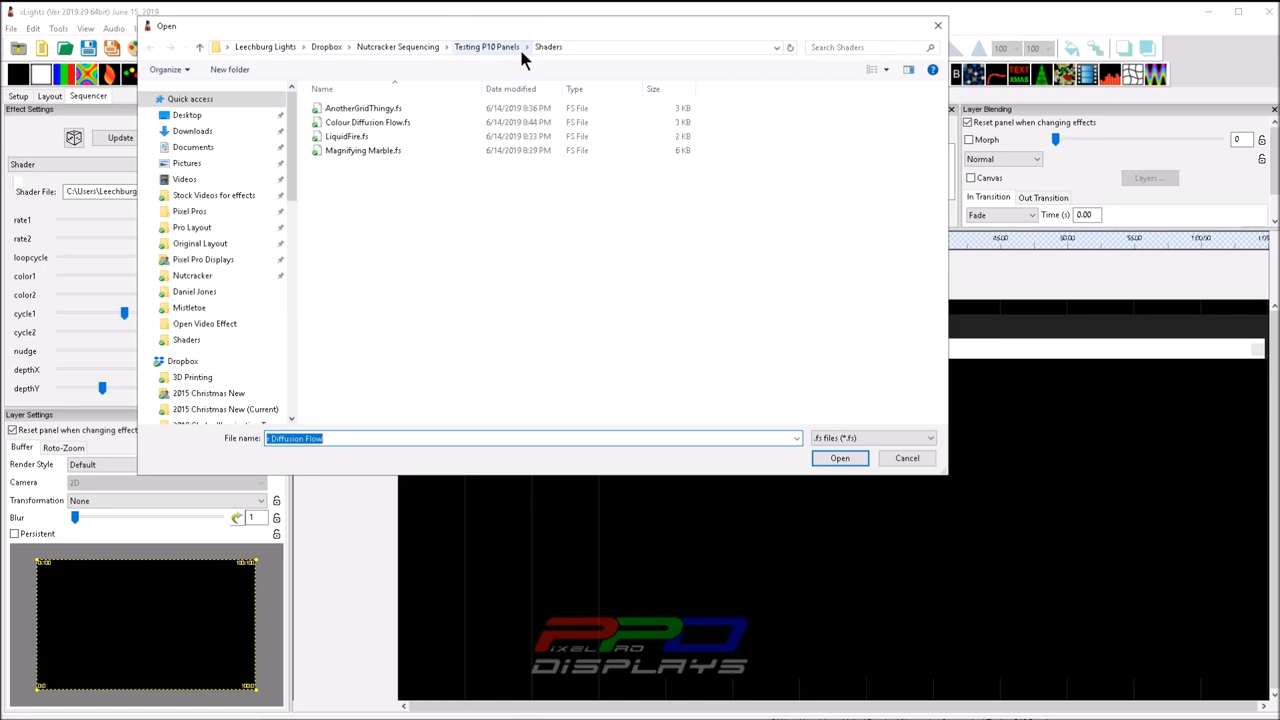 xLights (Ver 2019.29 64bit) June 15, 2019
File Edit Tools View Audio
Open
Leechburg Lights > Dropbox > Nutcracker Sequencing > Testing P10 Panels > Shaders
Search Shaders
Organize
New folder
100
100
Setup
Layout
Sequencer
Effect Settings
Update
Shader
Shader File:
C:\Users\Leechburg
rate1
rate2
loopcycle
color1
color2
cycle1
cycle2
nudge
depthX
depthY
Layer Settings
Reset panel when changing effect
Buffer
Roto-Zoom
Render Style
Default
Camera
2D
Transformation
None
Blur
1
Persistent
Quick access
Desktop
Downloads
Documents
Pictures
Videos
Stock Videos for effects
Pixel Pros
Pro Layout
Original Layout
Pixel Pro Displays
Nutcracker
Daniel Jones
Mistletoe
Open Video Effect
Shaders
Dropbox
3D Printing
2015 Christmas New
2015 Christmas New (Current)
Name
Date modified
Type
Size
AnotherGridThingy.fs 6/14/2019 8:36 PM FS File 3 KB
Colour Diffusion Flow.fs 6/14/2019 8:44 PM FS File 3 KB
LiquidFire.fs 6/14/2019 8:33 PM FS File 2 KB
Magnifying Marble.fs 6/14/2019 8:29 PM FS File 6 KB
File name:
r Diffusion Flow
.fs files (*.fs)
Open
Cancel
TEXT
XMAS
Layer Blending
Reset panel when changing effects
Morph
0
Normal
Canvas
Layers ...
In Transition
Out Transition
Fade
Time (s)
0.00
PPD
PIXEL PRO
DISPLAYS